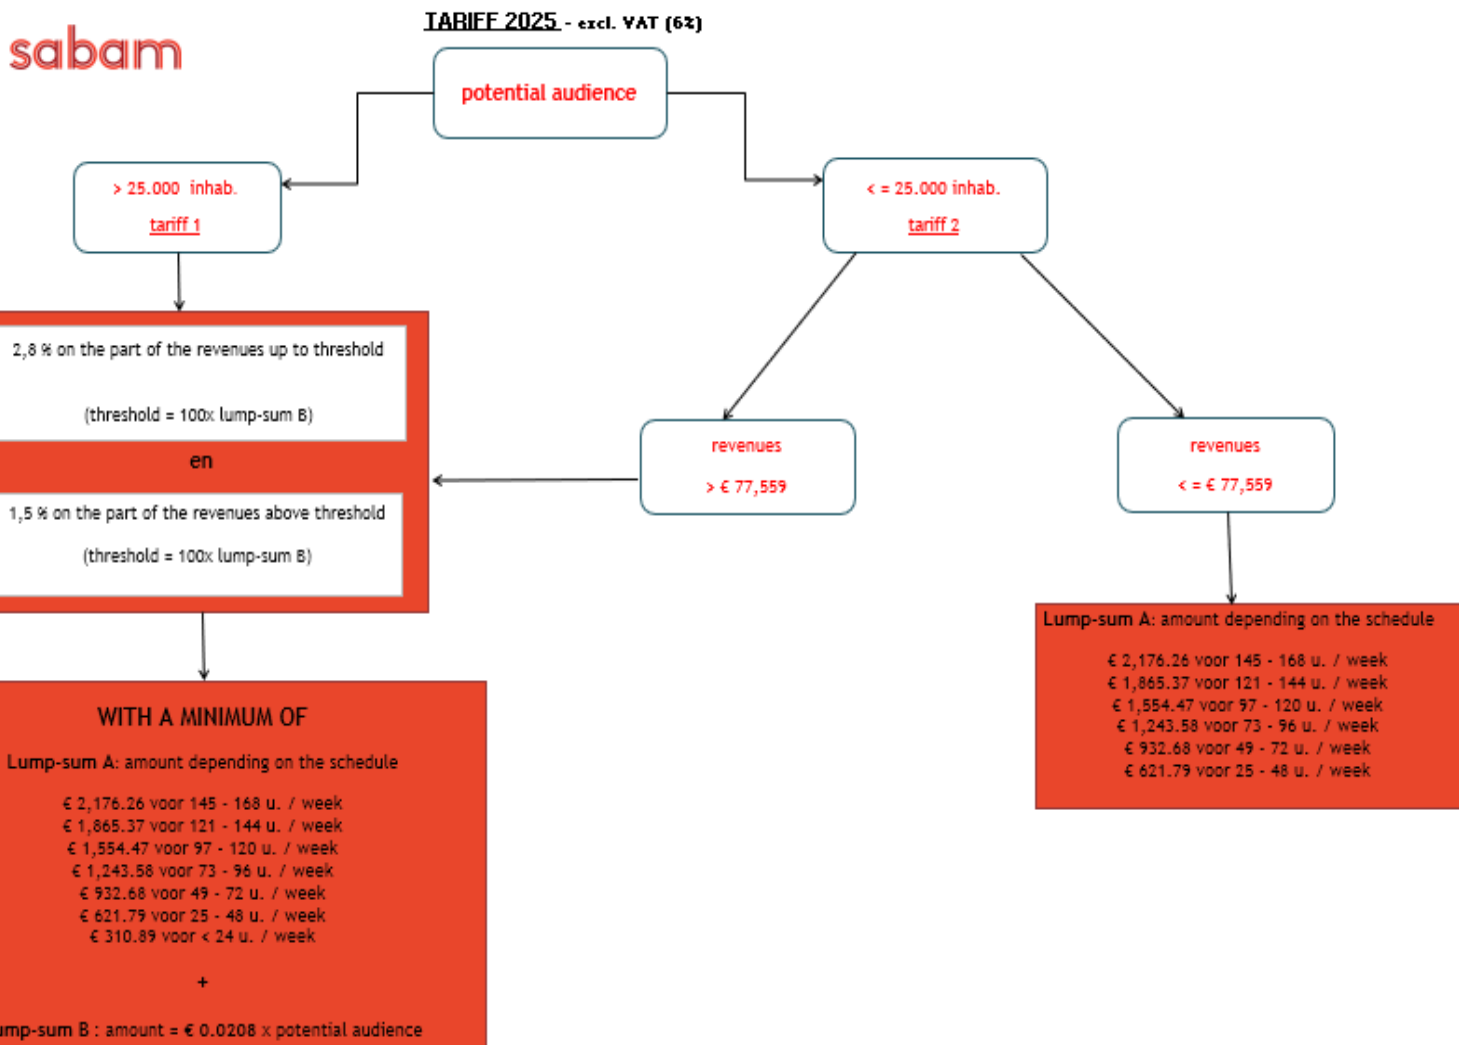 TARIFF 2025 - excl. VAT (6%)
sabam
potential audience
> 25.000 inhab.
tariff 1
< = 25.000 inhab.
tariff 2
2,8 % on the part of the revenues up to threshold
(threshold = 100x lump-sum B)
en
1,5 % on the part of the revenues above threshold
(threshold = 100x lump-sum B)
revenues
> € 77,559
revenues
< = € 77,559
WITH A MINIMUM OF
Lump-sum A: amount depending on the schedule
€ 2,176.26 voor 145 - 168 u. / week
€ 1,865.37 voor 121 - 144 u. / week
€ 1,554.47 voor 97 - 120 u. / week
€ 1,243.58 voor 73 - 96 u. / week
€ 932.68 voor 49 - 72 u. / week
€ 621.79 voor 25 - 48 u. / week
€ 310.89 voor < 24 u. / week
+
ump-sum B : amount = € 0.0208 x potential audience
Lump-sum A: amount depending on the schedule
€ 2,176.26 voor 145 - 168 u. / week
€ 1,865.37 voor 121 - 144 u. / week
€ 1,554.47 voor 97 - 120 u. / week
€ 1,243.58 voor 73 - 96 u. / week
€ 932.68 voor 49 - 72 u. / week
€ 621.79 voor 25 - 48 u. / week